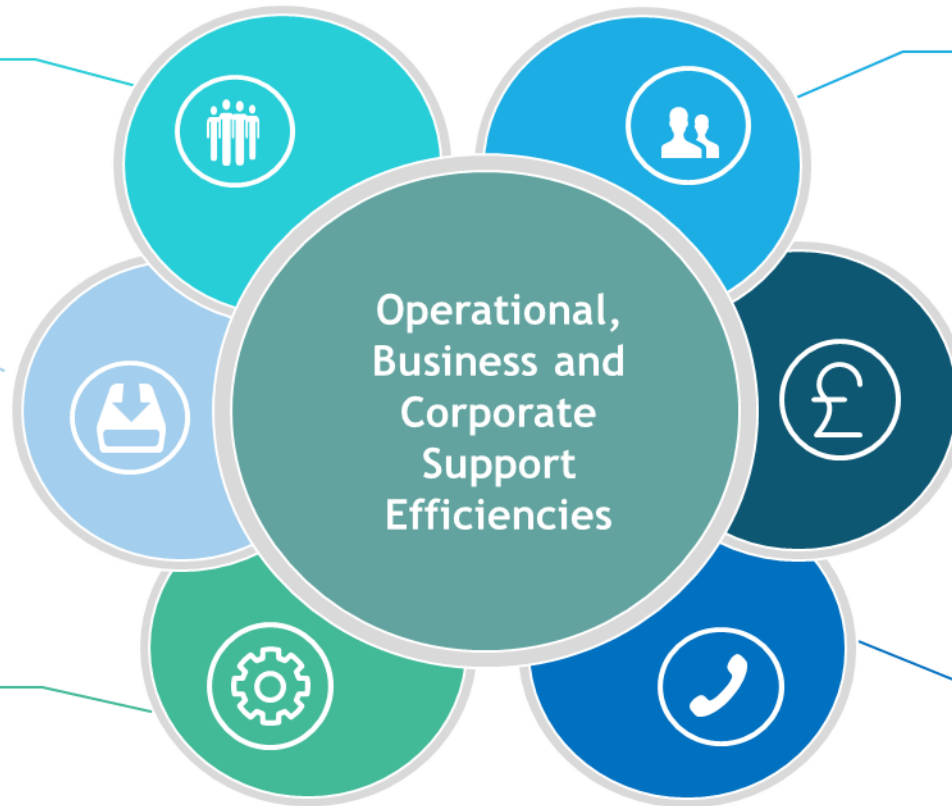 Operational,
Business and
Corporate
Support
Efficiencies
£